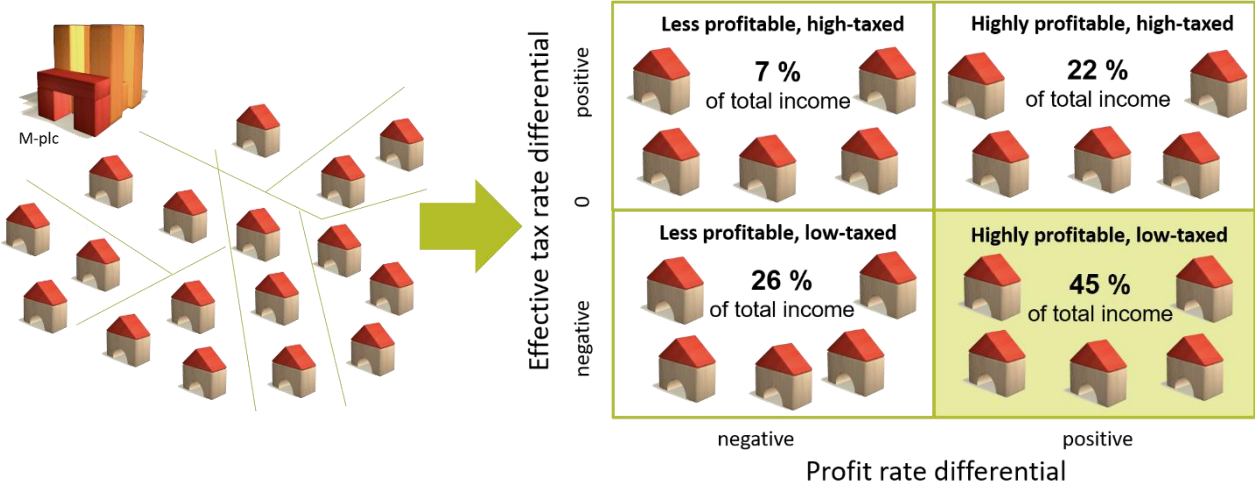 M-plc
Effective tax rate differential
positive
0
negative
Less profitable, high-taxed
7 %
of total income
Highly profitable, high-taxed
22 %
of total income
Less profitable, low-taxed
26 %
of total income
Highly profitable, low-taxed
45 %
of total income
negative
positive
Profit rate differential